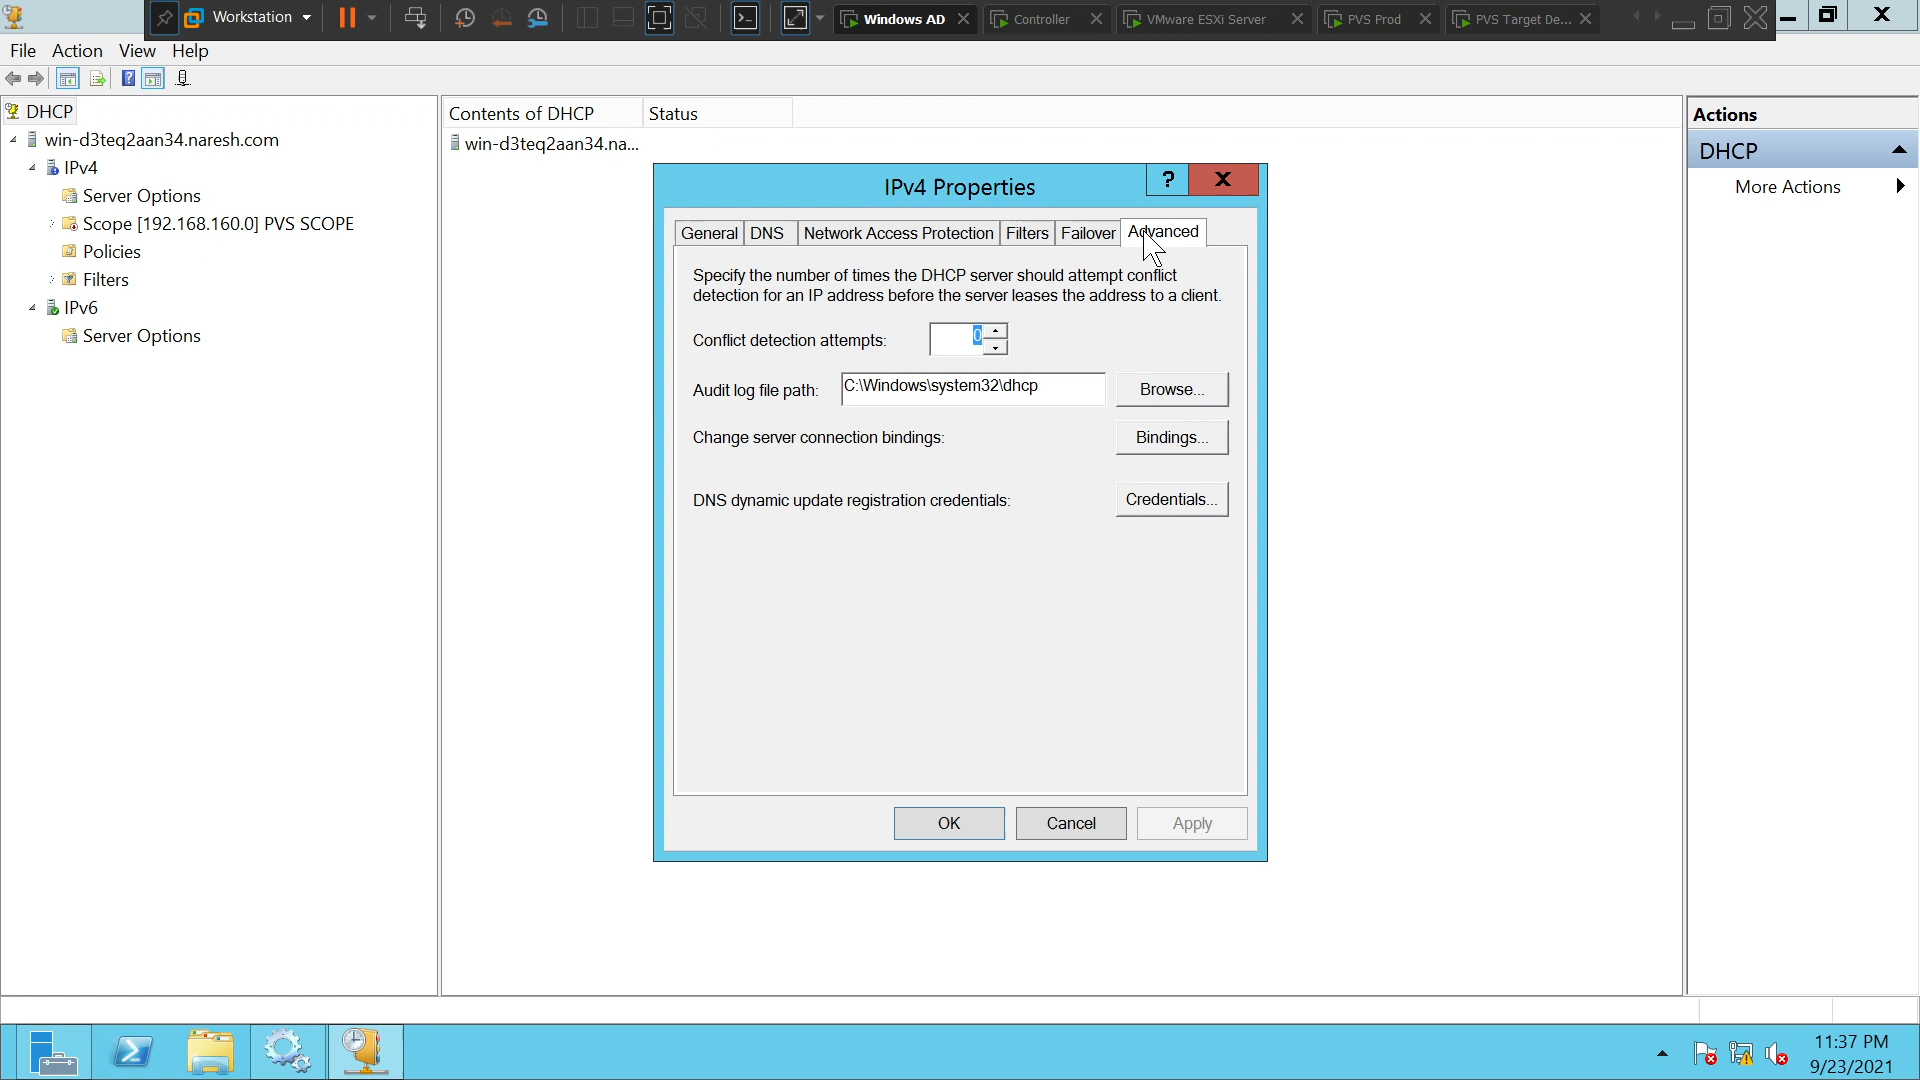 Workstation
Windows AD
Controller
VMware ESXi Server
PVS Prod
PVS Target De...
File Action View Help
DHCP
win-d3teq2aan34.naresh.com
IPv4
Server Options
Scope [192.168.160.0] PVS SCOPE
Policies
Filters
IPv6
Server Options
Contents of DHCP Status
win-d3teq2aan34.na...
Actions
DHCP
More Actions
IPv4 Properties
? X
General DNS Network Access Protection Filters Failover Advanced
Specify the number of times the DHCP server should attempt conflict
detection for an IP address before the server leases the address to a client.
Conflict detection attempts: 0
Audit log file path: C:\Windows\system32\dhcp Browse...
Change server connection bindings: Bindings...
DNS dynamic update registration credentials: Credentials...
OK Cancel Apply
11:37 PM
9/23/2021